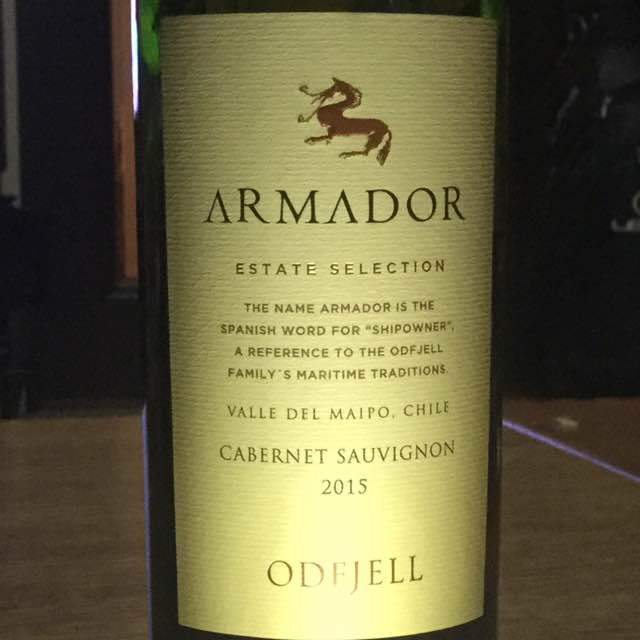 ARMADOR
ESTATE SELECTION
THE NAME ARMADOR IS THE
SPANISH WORD FOR "SHIPOWNER",
A REFERENCE TO THE ODFJELL
FAMILY´S MARITIME TRADITIONS.
VALLE DEL MAIPO, CHILE
CABERNET SAUVIGNON
2015
ODFJELL